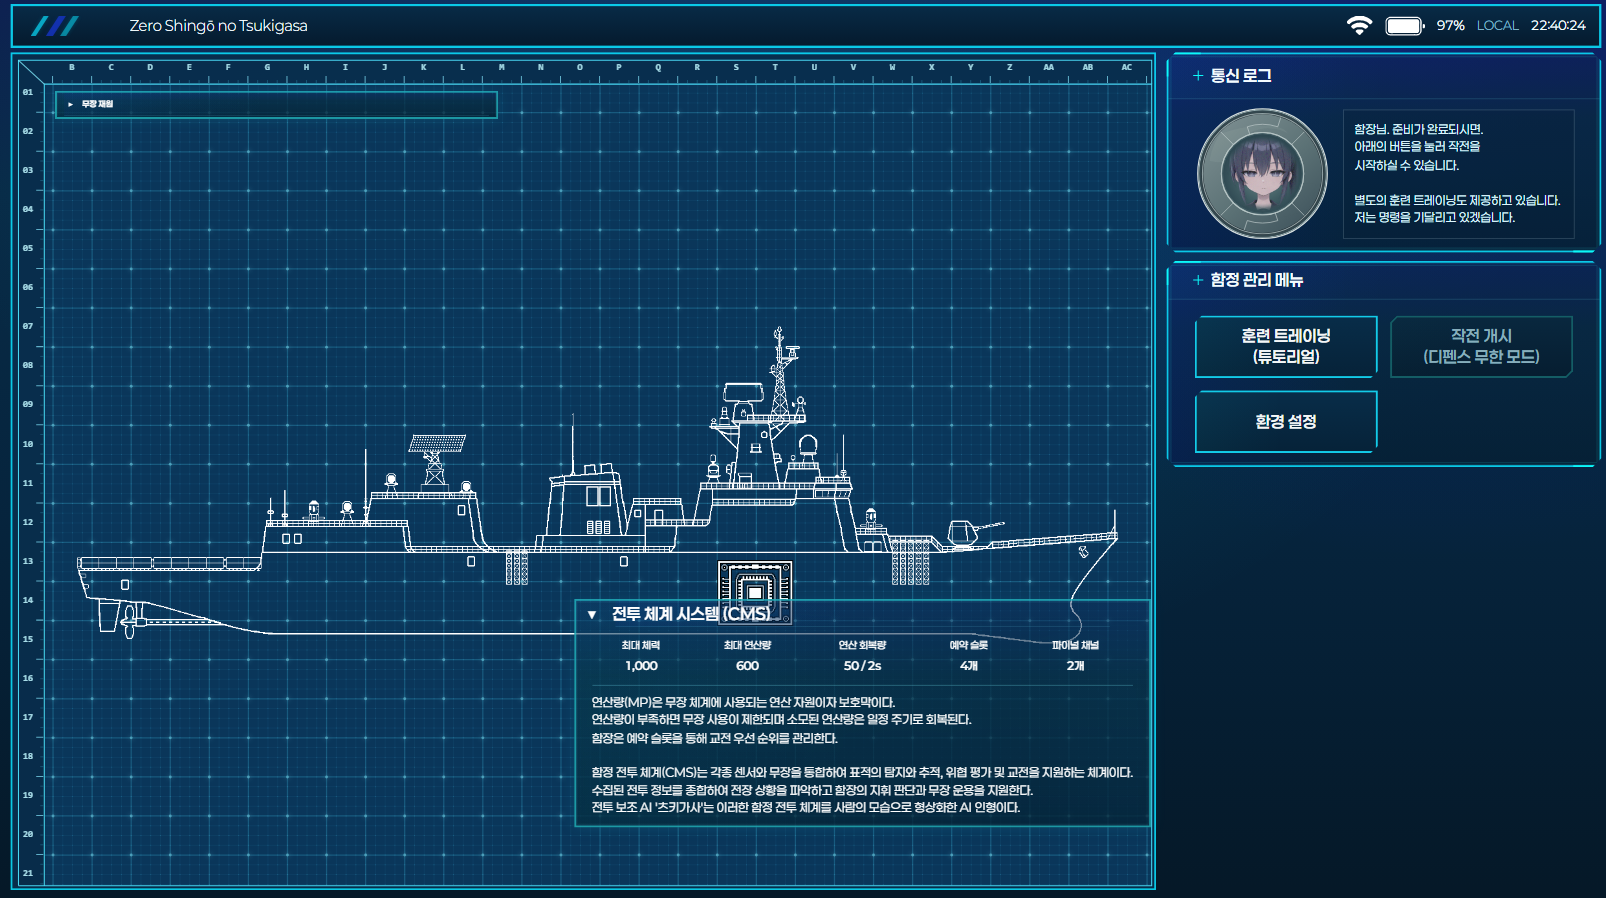 Zero Shingō no Tsukigasa
97% LOCAL 22:40:24
B C D E F G H I J K L M N O P Q R S T U V W X Y Z AA AB AC
01
02
03
04
05
06
07
08
09
10
11
12
13
14
15
16
17
18
19
20
21
무장 재원
전투 체계 시스템 (CMS)
최대 체력 최대 연산량 연산 회복량 예약 슬롯 파이널 채널
1,000 600 50 / 2s 4개 2개
연산량(MP)은 무장 체계에 사용되는 연산 자원이자 보호막이다.
연산량이 부족하면 무장 사용이 제한되며 소모된 연산량은 일정 주기로 회복된다.
함장은 예약 슬롯을 통해 교전 우선 순위를 관리한다.
함정 전투 체계(CMS)는 각종 센서와 무장을 통합하여 표적의 탐지와 추적, 위협 평가 및 교전을 지원하는 체계이다.
수집된 전투 정보를 종합하여 전장 상황을 파악하고 함장의 지휘 판단과 무장 운용을 지원한다.
전투 보조 AI '츠키가사'는 이러한 함정 전투 체계를 사람의 모습으로 형상화한 AI 인형이다.
통신 로그
함장님. 준비가 완료되시면.
아래의 버튼을 눌러 작전을
시작하실 수 있습니다.
별도의 훈련 트레이닝도 제공하고 있습니다.
저는 명령을 기달리고 있겠습니다.
함정 관리 메뉴
훈련 트레이닝
(튜토리얼)
작전 개시
(디펜스 무한 모드)
환경 설정